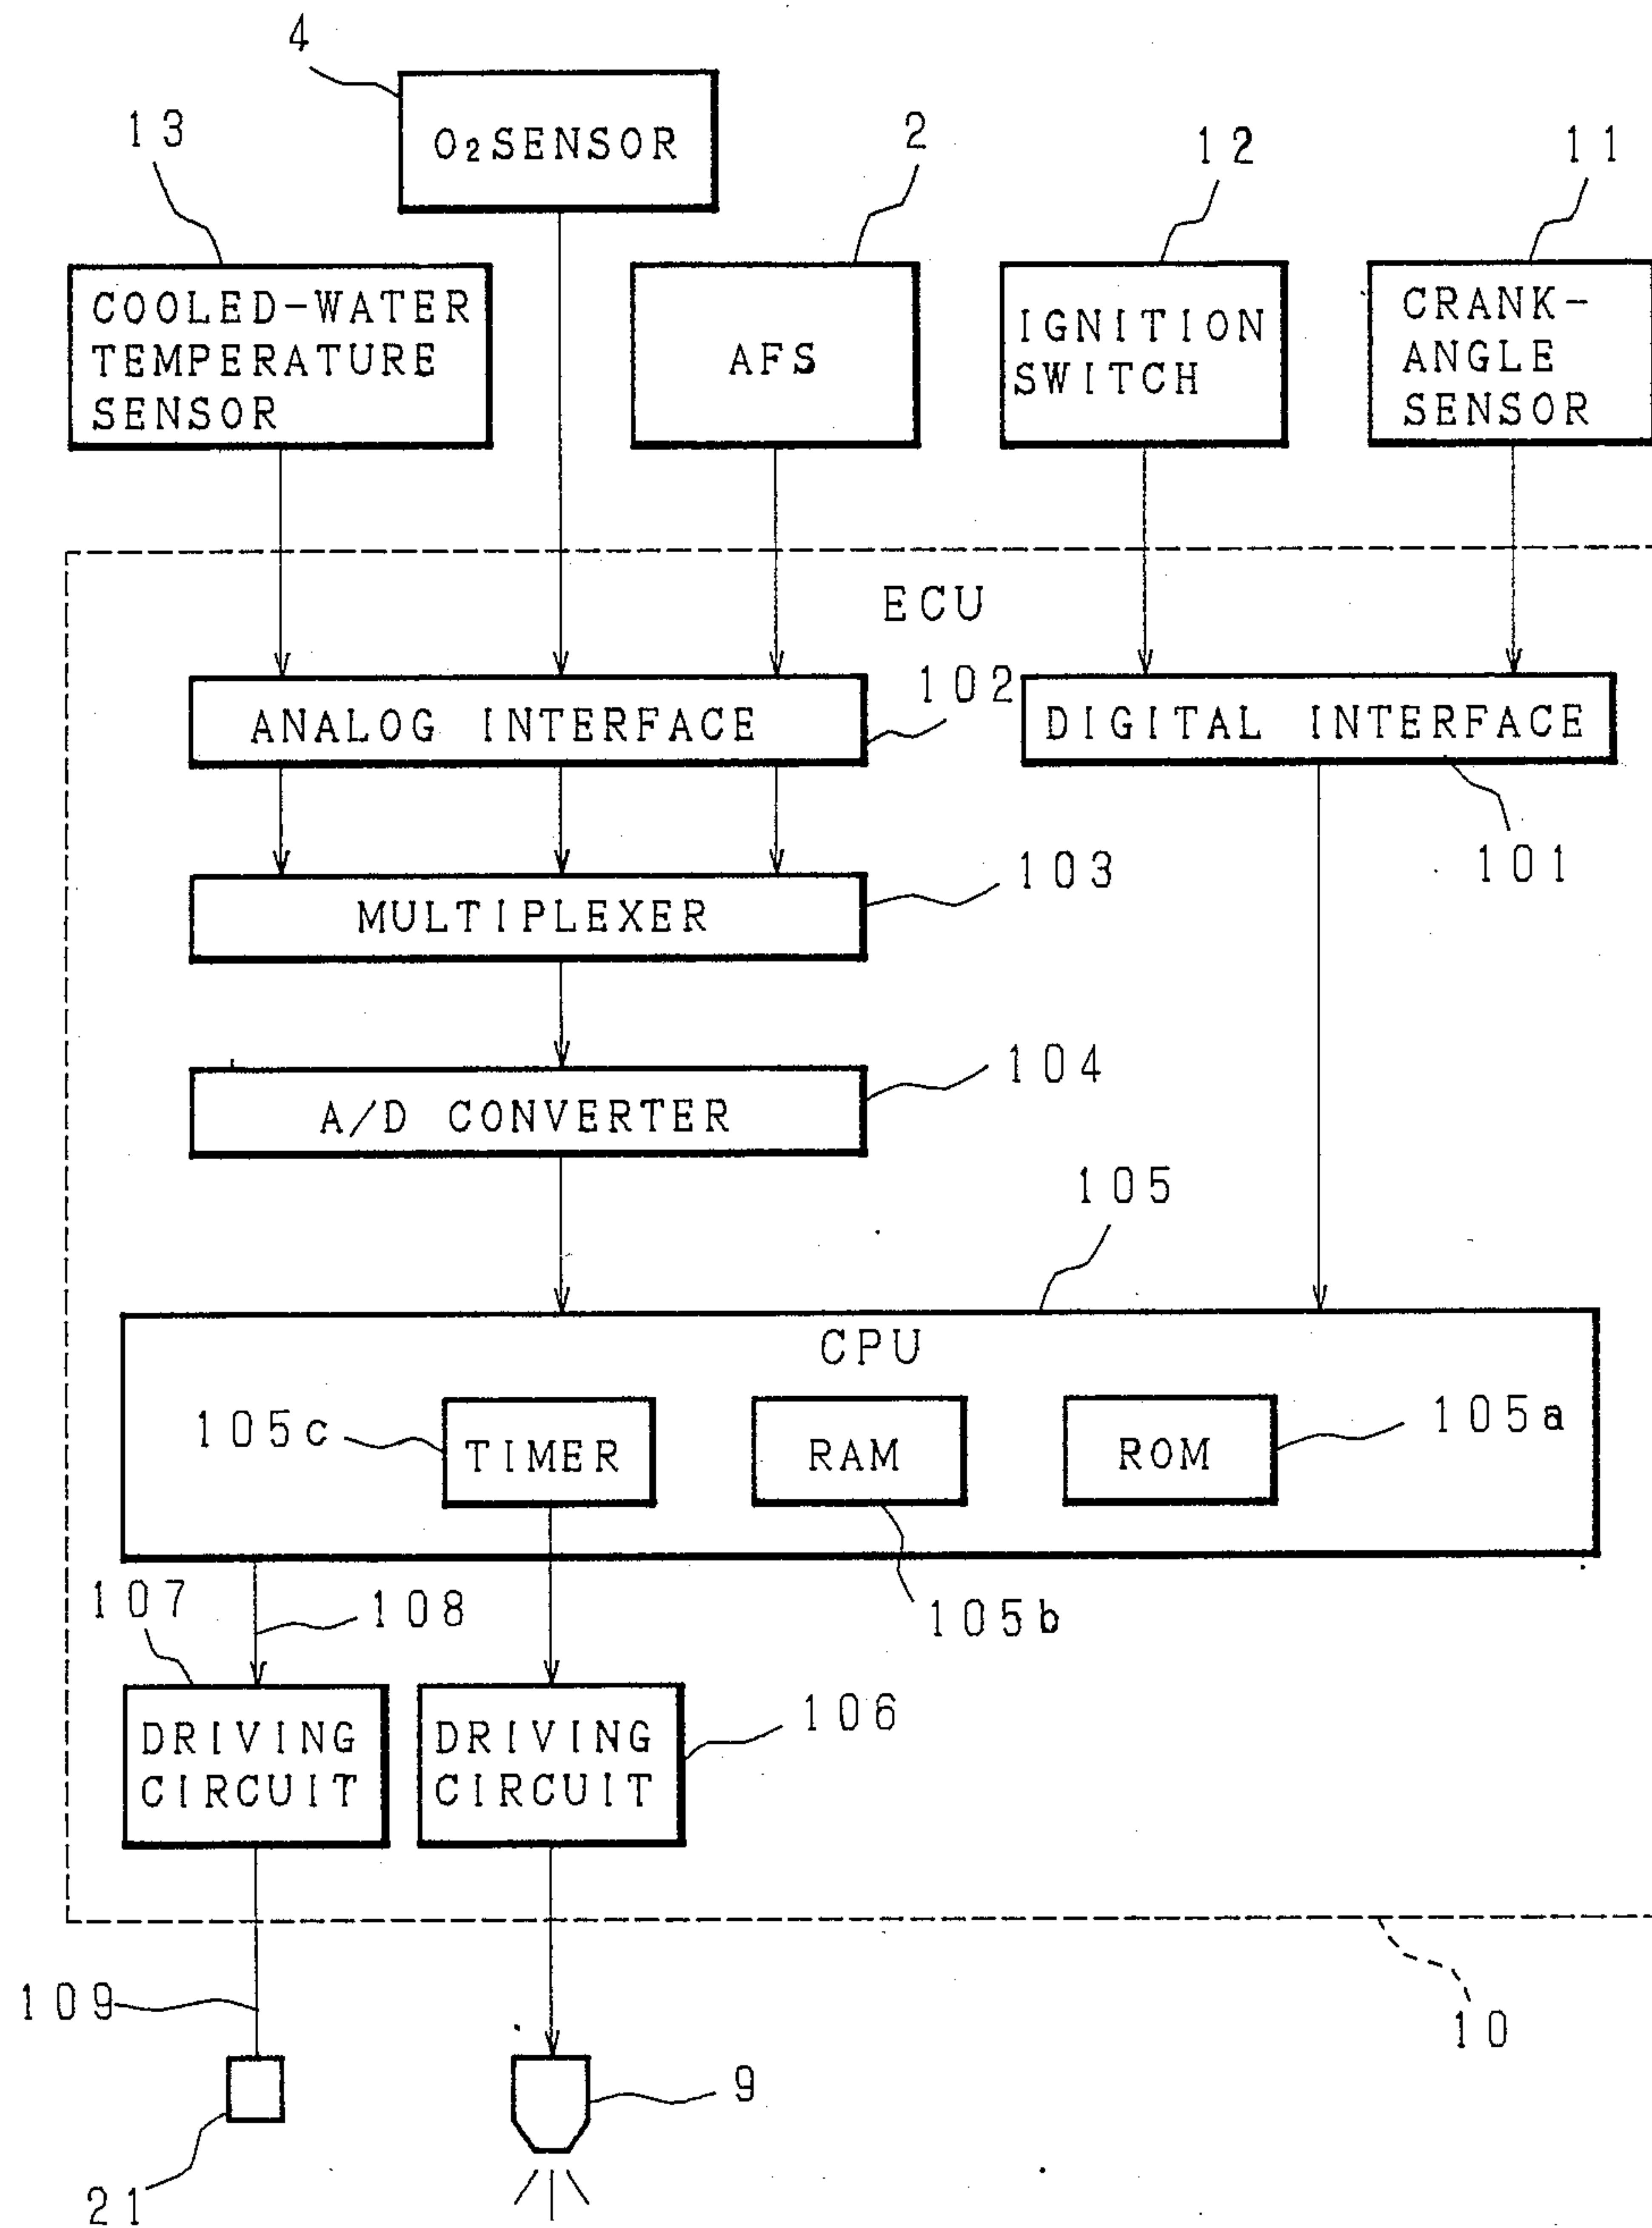 4
O₂SENSOR
13
2
12
11
COOLED-WATER
TEMPERATURE
SENSOR
AFS
IGNITION
SWITCH
CRANK-
ANGLE
SENSOR
ECU
ANALOG INTERFACE
102
DIGITAL INTERFACE
101
MULTIPLEXER
103
A/D CONVERTER
104
105
CPU
105c
TIMER
RAM
ROM
105a
105b
107
108
DRIVING
CIRCUIT
DRIVING
CIRCUIT
106
109
10
21
9